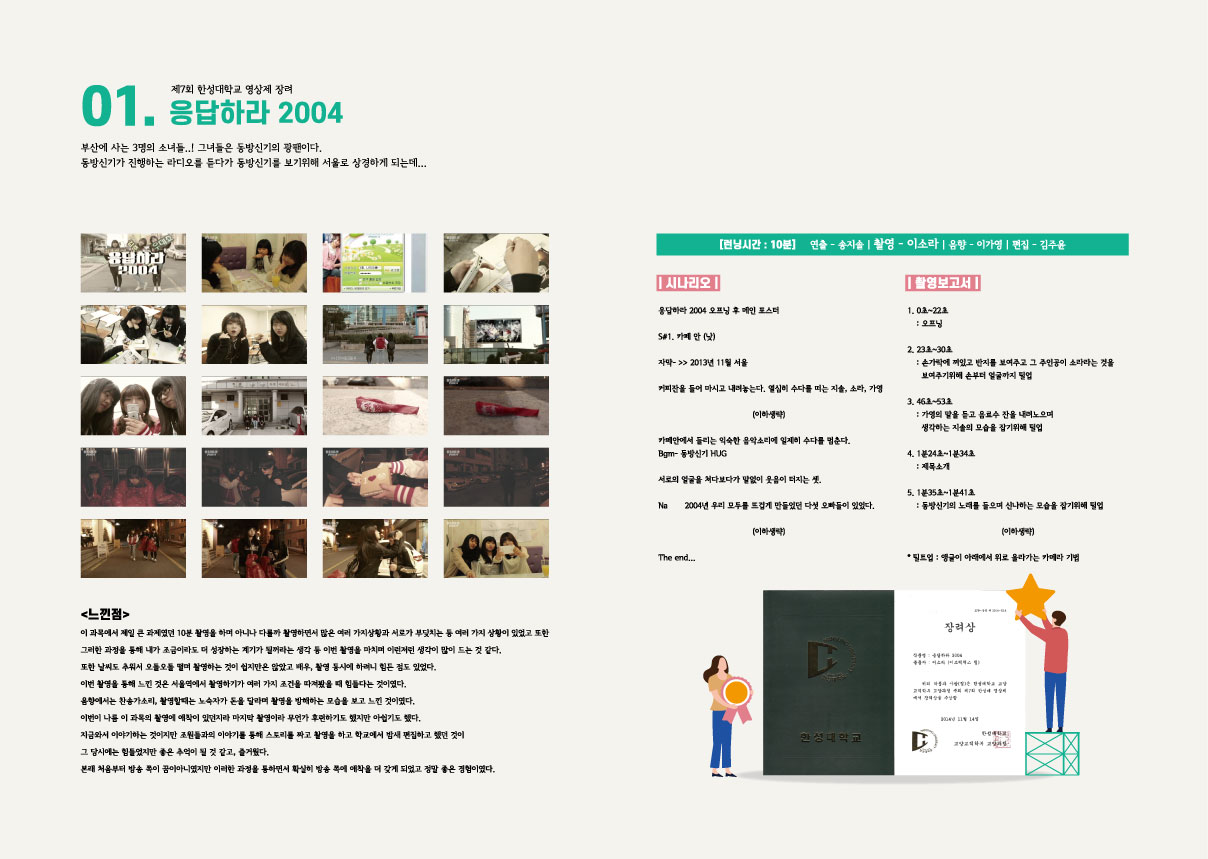 01.
제7회 한성대학교 영상제 장려
응답하라 2004
부산에 사는 3명의 소녀들..! 그녀들은 동방신기의 광팬이다.
동방신기가 진행하는 라디오를 듣다가 동방신기를 보기위해 서울로 상경하게 되는데...
응답하라
2004
<느낀점>
이 과목에서 제일 큰 과제였던 10분 촬영을 하며 아니나 다를까 촬영하면서 많은 여러 가지상황과 서로가 부딪치는 등 여러 가지 상황이 있었고 또한
그러한 과정을 통해 내가 조금이라도 더 성장하는 계기가 될꺼라는 생각 등 이번 촬영을 마치며 이런저런 생각이 많이 드는 것 같다.
또한 날씨도 추워서 오들오들 떨며 촬영하는 것이 쉽지만은 않았고 배우, 촬영 동시에 하려니 힘든 점도 있었다.
이번 촬영을 통해 느낀 것은 서울역에서 촬영하기가 여러 가지 조건을 따져봤을 때 힘들다는 것이였다.
음향에서는 찬송가소리, 촬영할때는 노숙자가 돈을 달라며 촬영을 방해하는 모습을 보고 느낀 것이였다.
이번이 나름 이 과목의 촬영에 애착이 있던지라 마지막 촬영이라 무언가 후련하기도 했지만 아쉽기도 했다.
지금와서 이야기하는 것이지만 조원들과의 이야기를 통해 스토리를 짜고 촬영을 하고 학교에서 밤새 편집하고 했던 것이
그 당시에는 힘들었지만 좋은 추억이 될 것 같고, 즐거웠다.
본래 처음부터 방송 쪽이 꿈이아니였지만 이러한 과정을 통하면서 확실히 방송 쪽에 애착을 더 갖게 되었고 정말 좋은 경험이였다.
[런닝시간 : 10분] 연출 - 송지솔 | 촬영 - 이소라 | 음향 - 이가영 | 편집 - 김주윤
| 시나리오 |
응답하라 2004 오프닝 후 메인 포스터
S#1. 카페 안 (낮)
자막- >> 2013년 11월 서울
커피잔을 들어 마시고 내려놓는다. 열심히 수다를 떠는 지솔, 소라, 가영
(이하생략)
카페안에서 들리는 익숙한 음악소리에 일제히 수다를 멈춘다.
Bgm- 동방신기 HUG
서로의 얼굴을 쳐다보다가 말없이 웃음이 터지는 셋.
Na 2004년 우리 모두를 뜨겁게 만들었던 다섯 오빠들이 있었다.
(이하생략)
The end...
| 촬영보고서 |
1. 0초~22초
: 오프닝
2. 23초~30초
: 손가락에 껴있고 반지를 보여주고 그 주인공이 소라라는 것을
보여주기위해 손부터 얼굴까지 틸업
3. 46초~53초
: 가영의 말을 듣고 음료수 잔을 내려노으며
생각하는 지솔의 모습을 잡기위해 틸업
4. 1분24초~1분34초
: 제목소개
5. 1분35초~1분41초
: 동방신기의 노래를 들으며 신나하는 모습을 잡기위해 틸업
(이하생략)
* 틸트업 : 앵글이 아래에서 위로 올라가는 카메라 기법
한성대학교
장려상
작품명 : 응답하라 2004
2014년 11월 14일
한성대학교